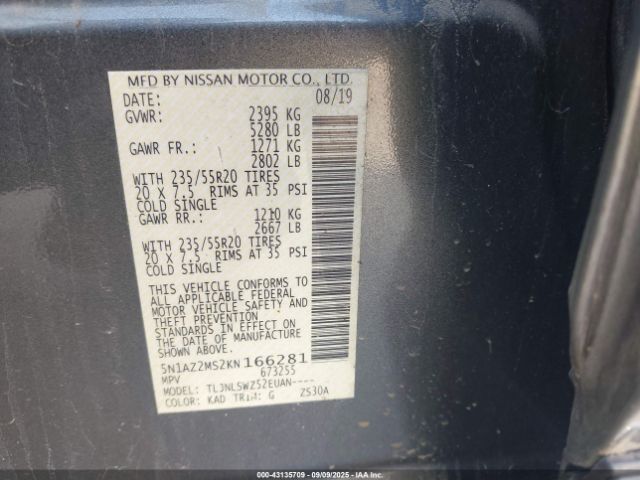 MFD BY NISSAN MOTOR CO., LTD.
DATE: 08/19
GVWR: 2395 KG
5280 LB
GAWR FR.: 1271 KG
2802 LB
WITH 235/55R20 TIRES
20 X 7.5 RIMS AT 35 PSI
COLD SINGLE
GAWR RR.: 1210 KG
2667 LB
WITH 235/55R20 TIRES
20 X 7.5 RIMS AT 35 PSI
COLD SINGLE
THIS VEHICLE CONFORMS TO
ALL APPLICABLE FEDERAL
MOTOR VEHICLE SAFETY AND
THEFT PREVENTION
STANDARDS IN EFFECT ON
THE DATE OF MANUFACTURE
SHOWN ABOVE.
5N1AZ2MS2KN166281
MPV 673255
TYPE: TLJNLSWZ52EUAN----
COLOR: KAD TRIM: G ZS30A
000-43135709 - 09/09/2025 - IAA Inc.